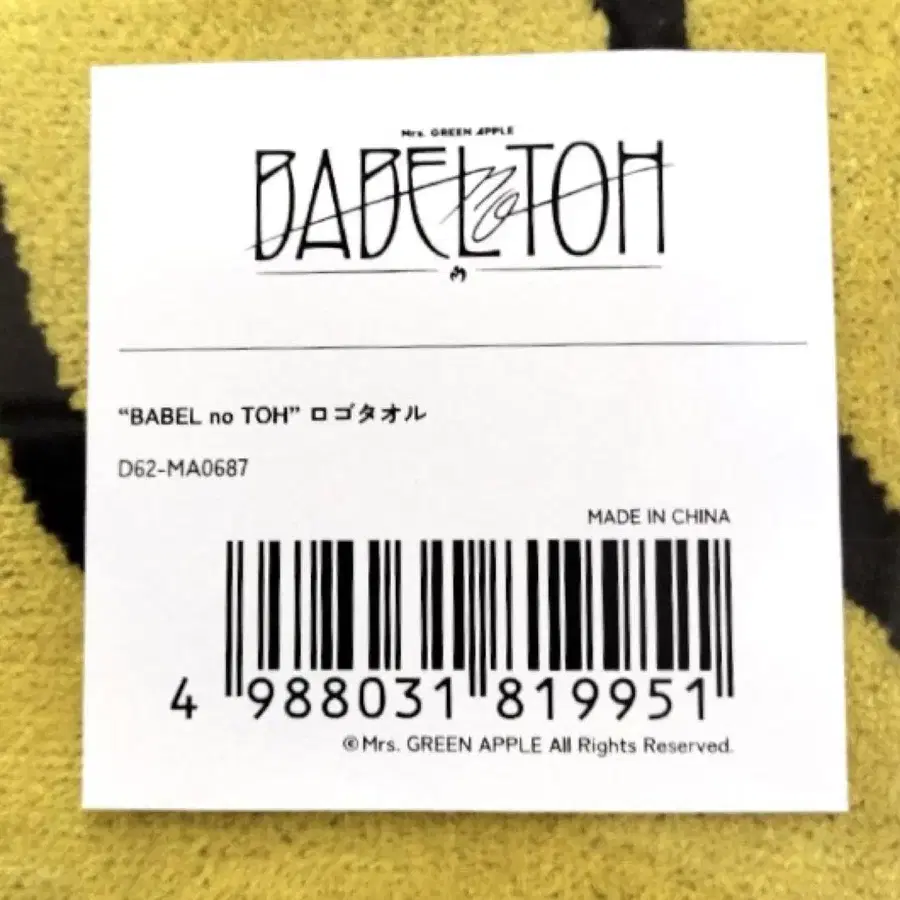 Mrs. GREEN APPLE
BABEL no TOH
“BABEL no TOH” ロゴタオル
D62-MA0687
MADE IN CHINA
4 988031 819951
©Mrs. GREEN APPLE All Rights Reserved.